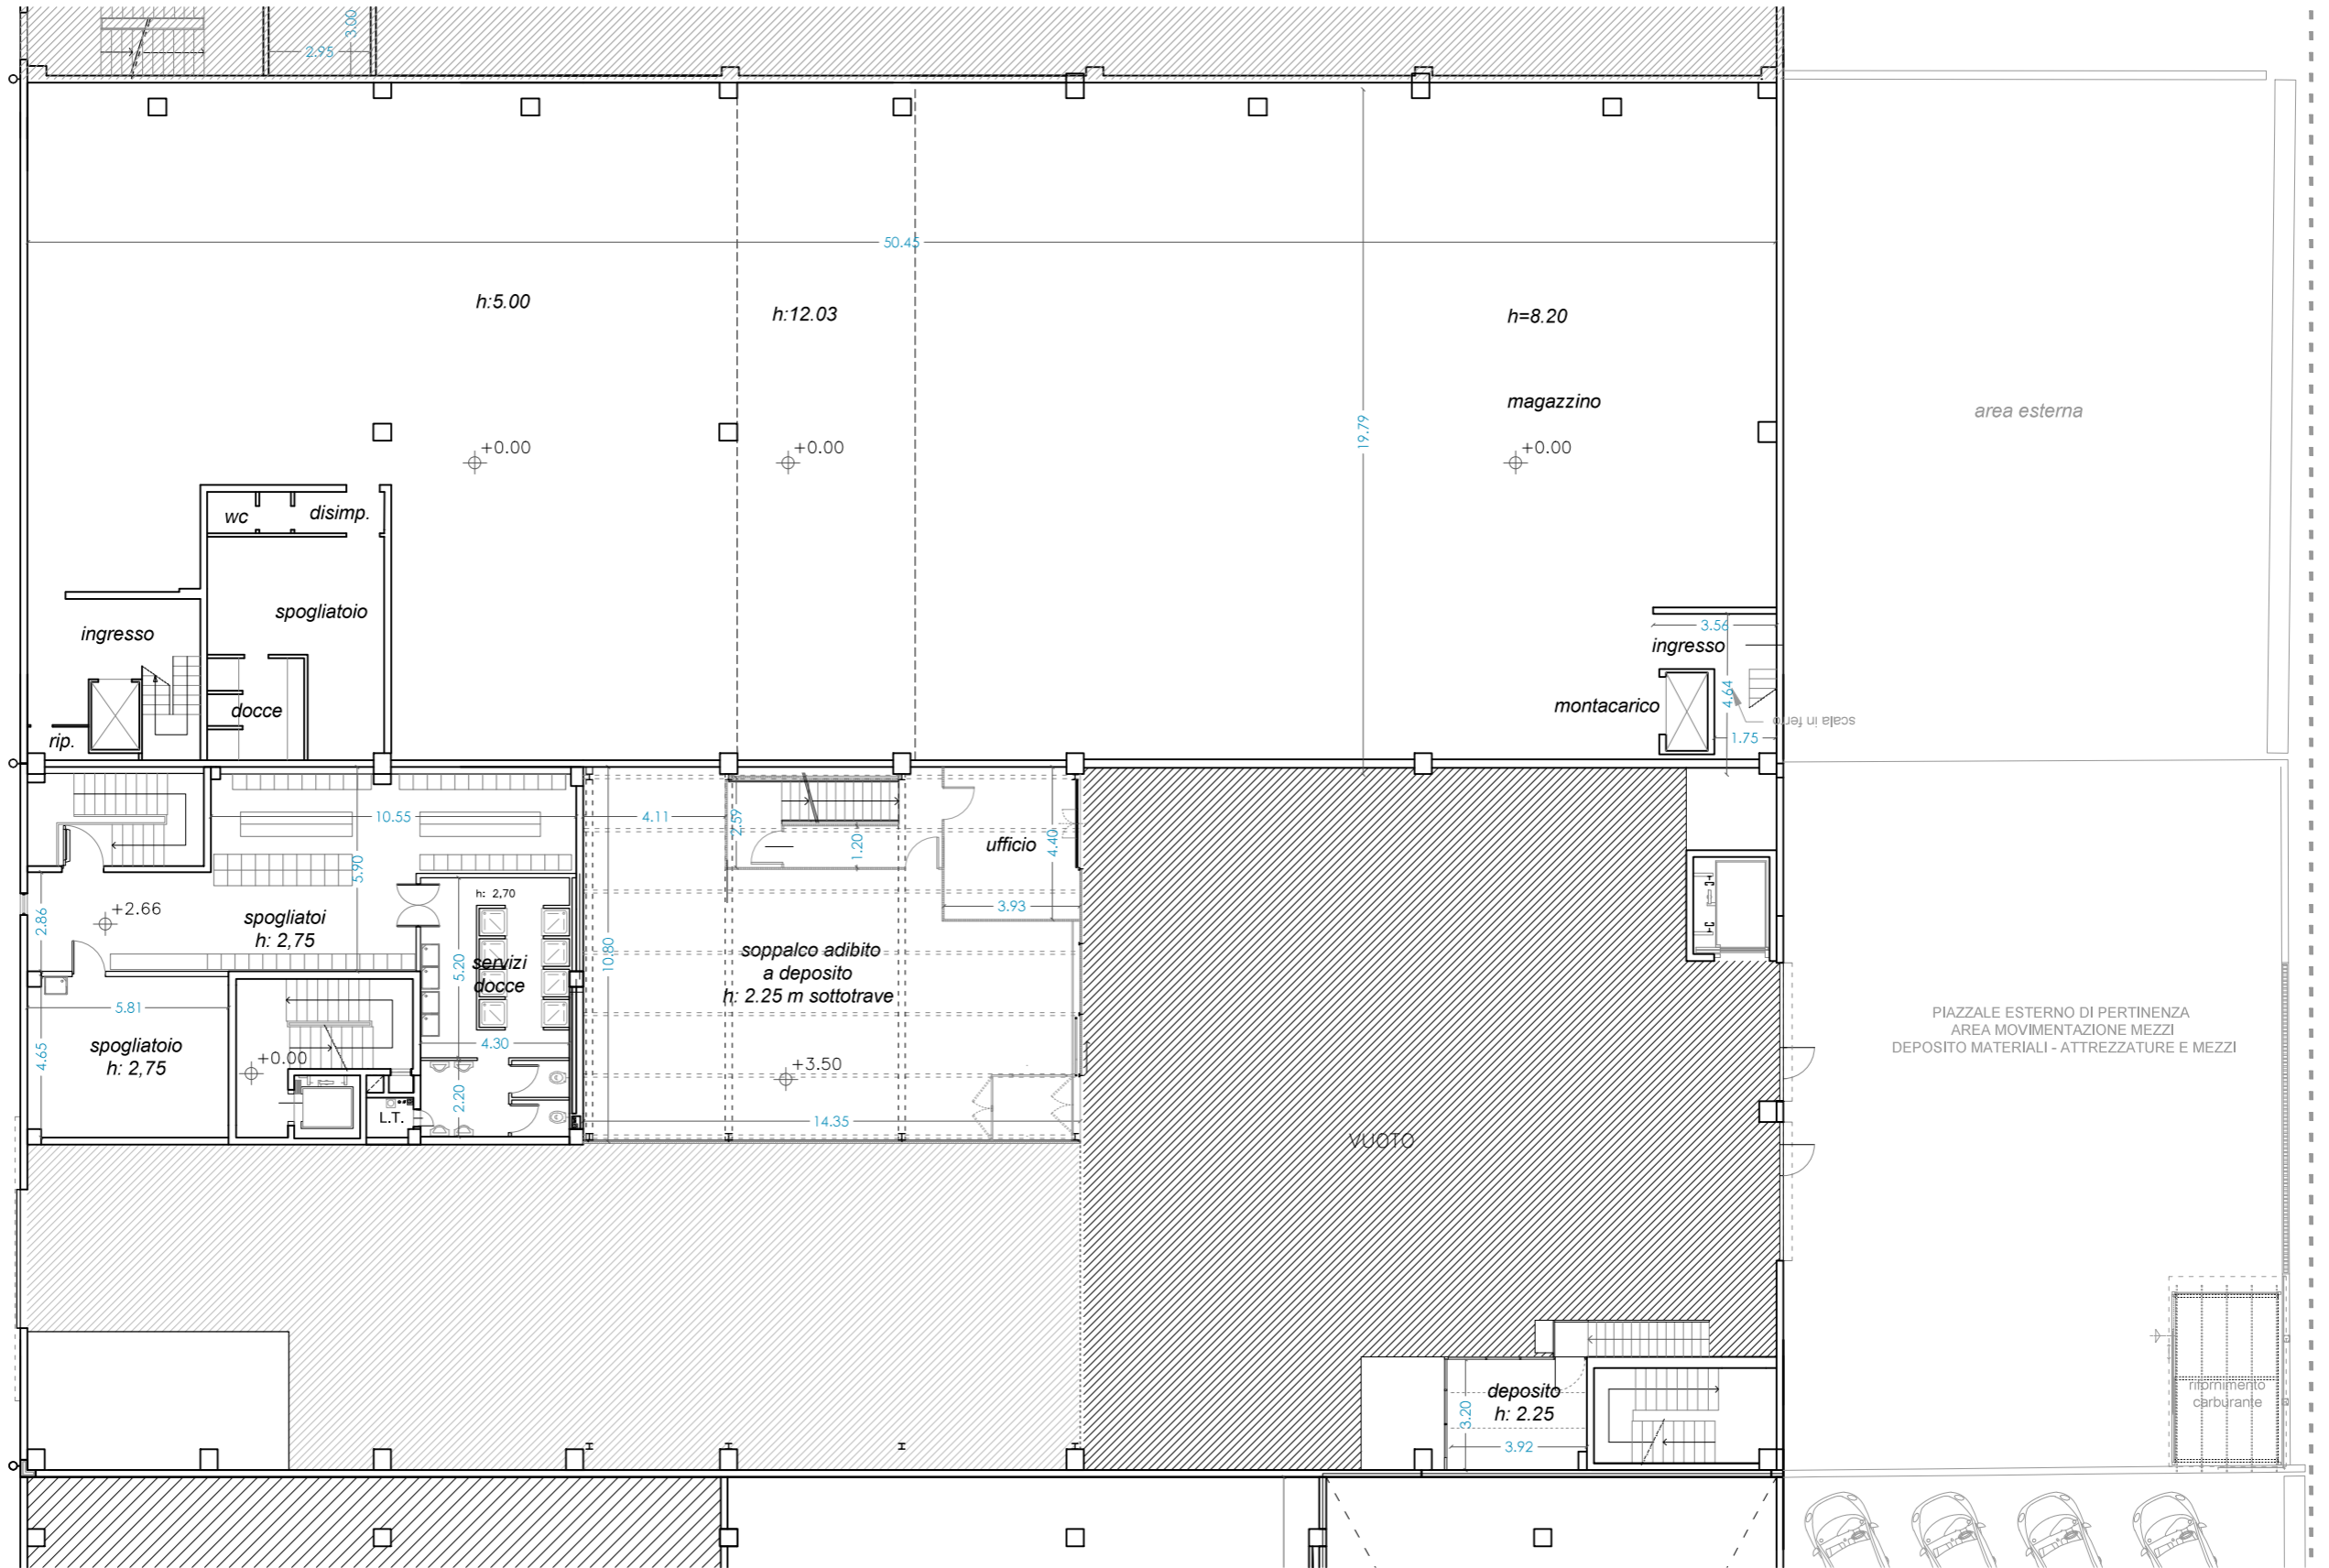 3.00
2.95
50.45
h:5.00
h:12.03
h=8.20
magazzino
area esterna
19.79
+0.00
+0.00
+0.00
wc
disimp.
spogliatoio
ingresso
3.56
ingresso
4.64
montacarico
docce
scala in ferro
rip.
1.75
10.55
4.11
2.59
1.20
ufficio
4.40
5.90
h: 2,70
3.93
+2.66
2.86
spogliatoi
h: 2,75
10.80
soppalco adibito
a deposito
h: 2.25 m sottotrave
5.20
servizi
docce
5.81
PIAZZALE ESTERNO DI PERTINENZA
AREA MOVIMENTAZIONE MEZZI
DEPOSITO MATERIALI - ATTREZZATURE E MEZZI
4.65
spogliatoio
h: 2,75
+0.00
4.30
+3.50
2.20
L.T.
14.35
VUOTO
deposito
h: 2.25
3.20
3.92
rifornimento
carburante